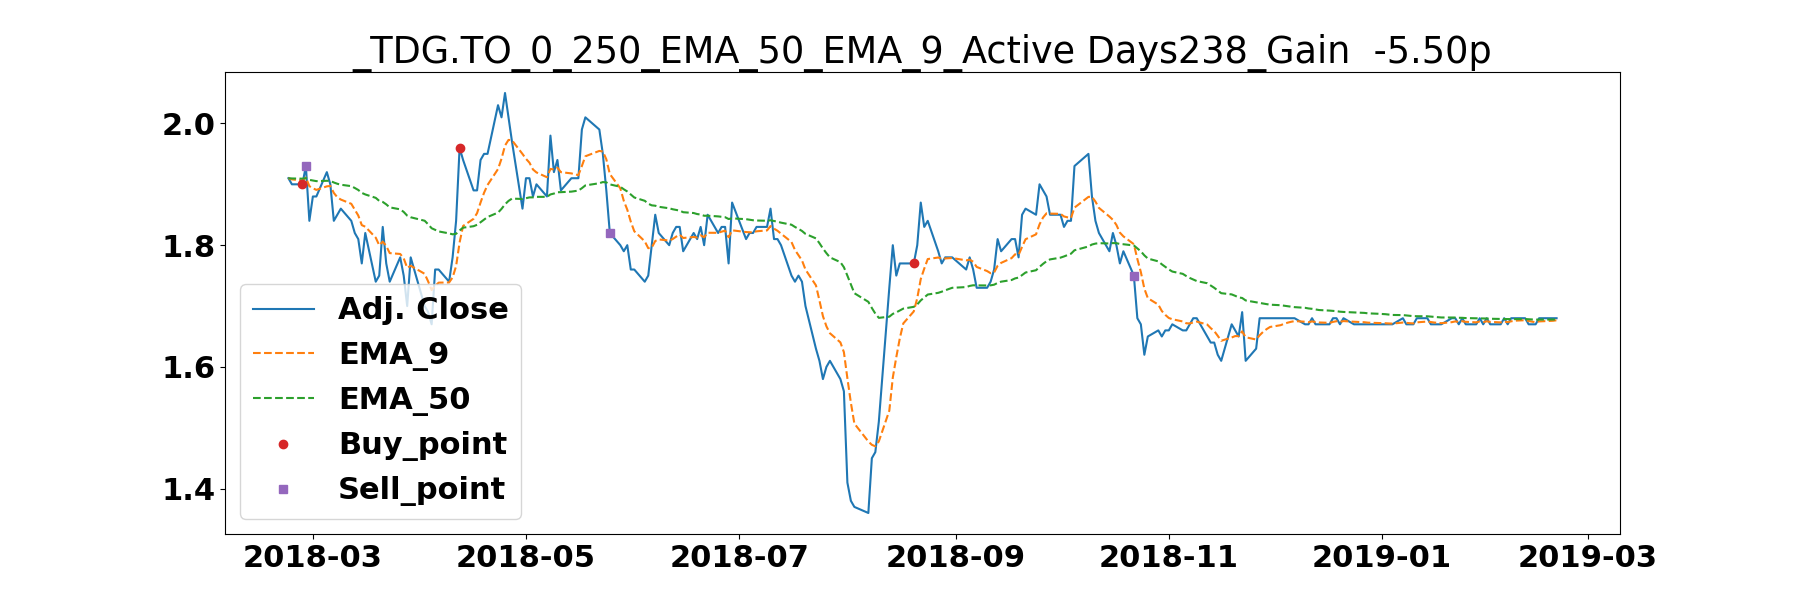 _TDG.TO_0_250_EMA_50_EMA_9_Active Days238_Gain  -5.50p
2.0
1.8
1.6
1.4
Adj. Close
EMA_9
EMA_50
Buy_point
Sell_point
2018-03 2018-05 2018-07 2018-09 2018-11 2019-01 2019-03